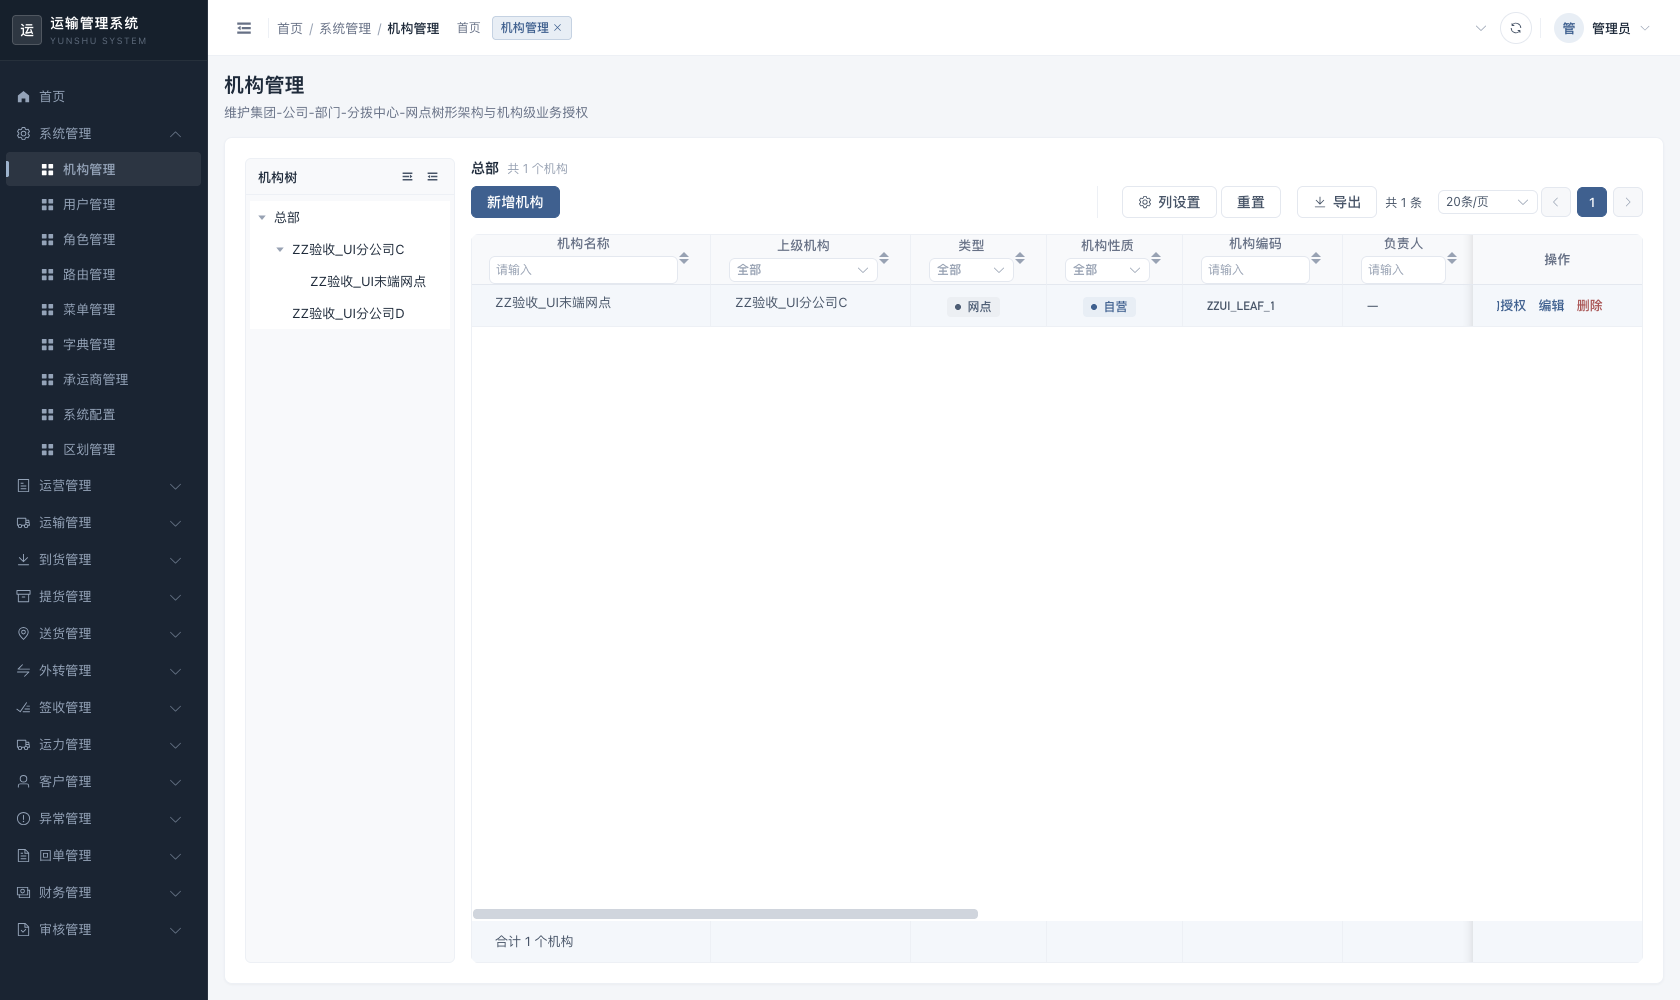 运
运输管理系统
YUNSHU SYSTEM
首页
系统管理
机构管理
用户管理
角色管理
路由管理
菜单管理
字典管理
承运商管理
系统配置
区划管理
运营管理
运输管理
到货管理
提货管理
送货管理
外转管理
签收管理
运力管理
客户管理
异常管理
回单管理
财务管理
审核管理
首页 / 系统管理 / 机构管理 首页 机构管理
管 管理员
机构管理
维护集团-公司-部门-分拨中心-网点树形架构与机构级业务授权
机构树
总部
ZZ验收_UI分公司C
ZZ验收_UI末端网点
ZZ验收_UI分公司D
总部 共 1 个机构
新增机构 列设置 重置 导出 共 1 条 20条/页 1
机构名称 上级机构 类型 机构性质 机构编码 负责人 操作
请输入 全部 全部 全部 请输入 请输入
ZZ验收_UI末端网点 ZZ验收_UI分公司C 网点 自营 ZZUI_LEAF_1 — 授权 编辑 删除
合计 1 个机构